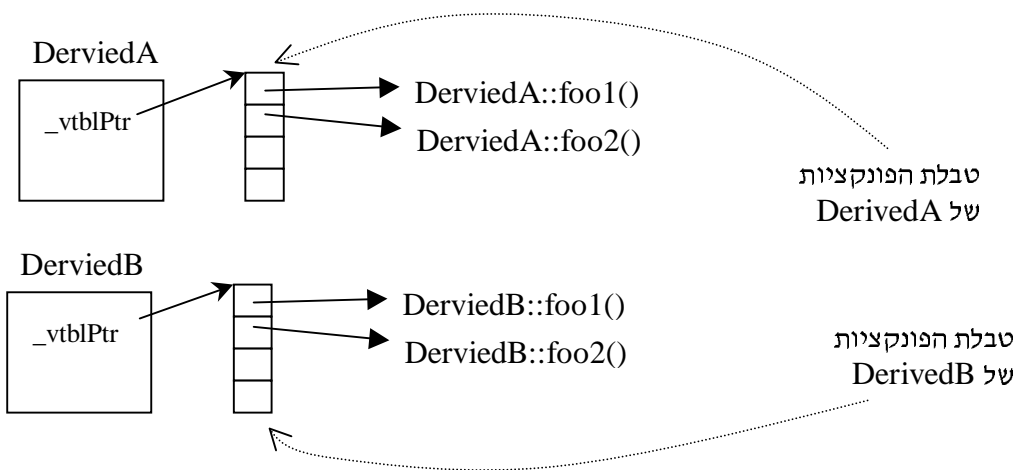 DerviedA
_vtblPtr
DerviedA::foo1()
DerviedA::foo2()
טבלת הפונקציות
של DerivedA
DerviedB
_vtblPtr
DerviedB::foo1()
DerviedB::foo2()
טבלת הפונקציות
של DerivedB